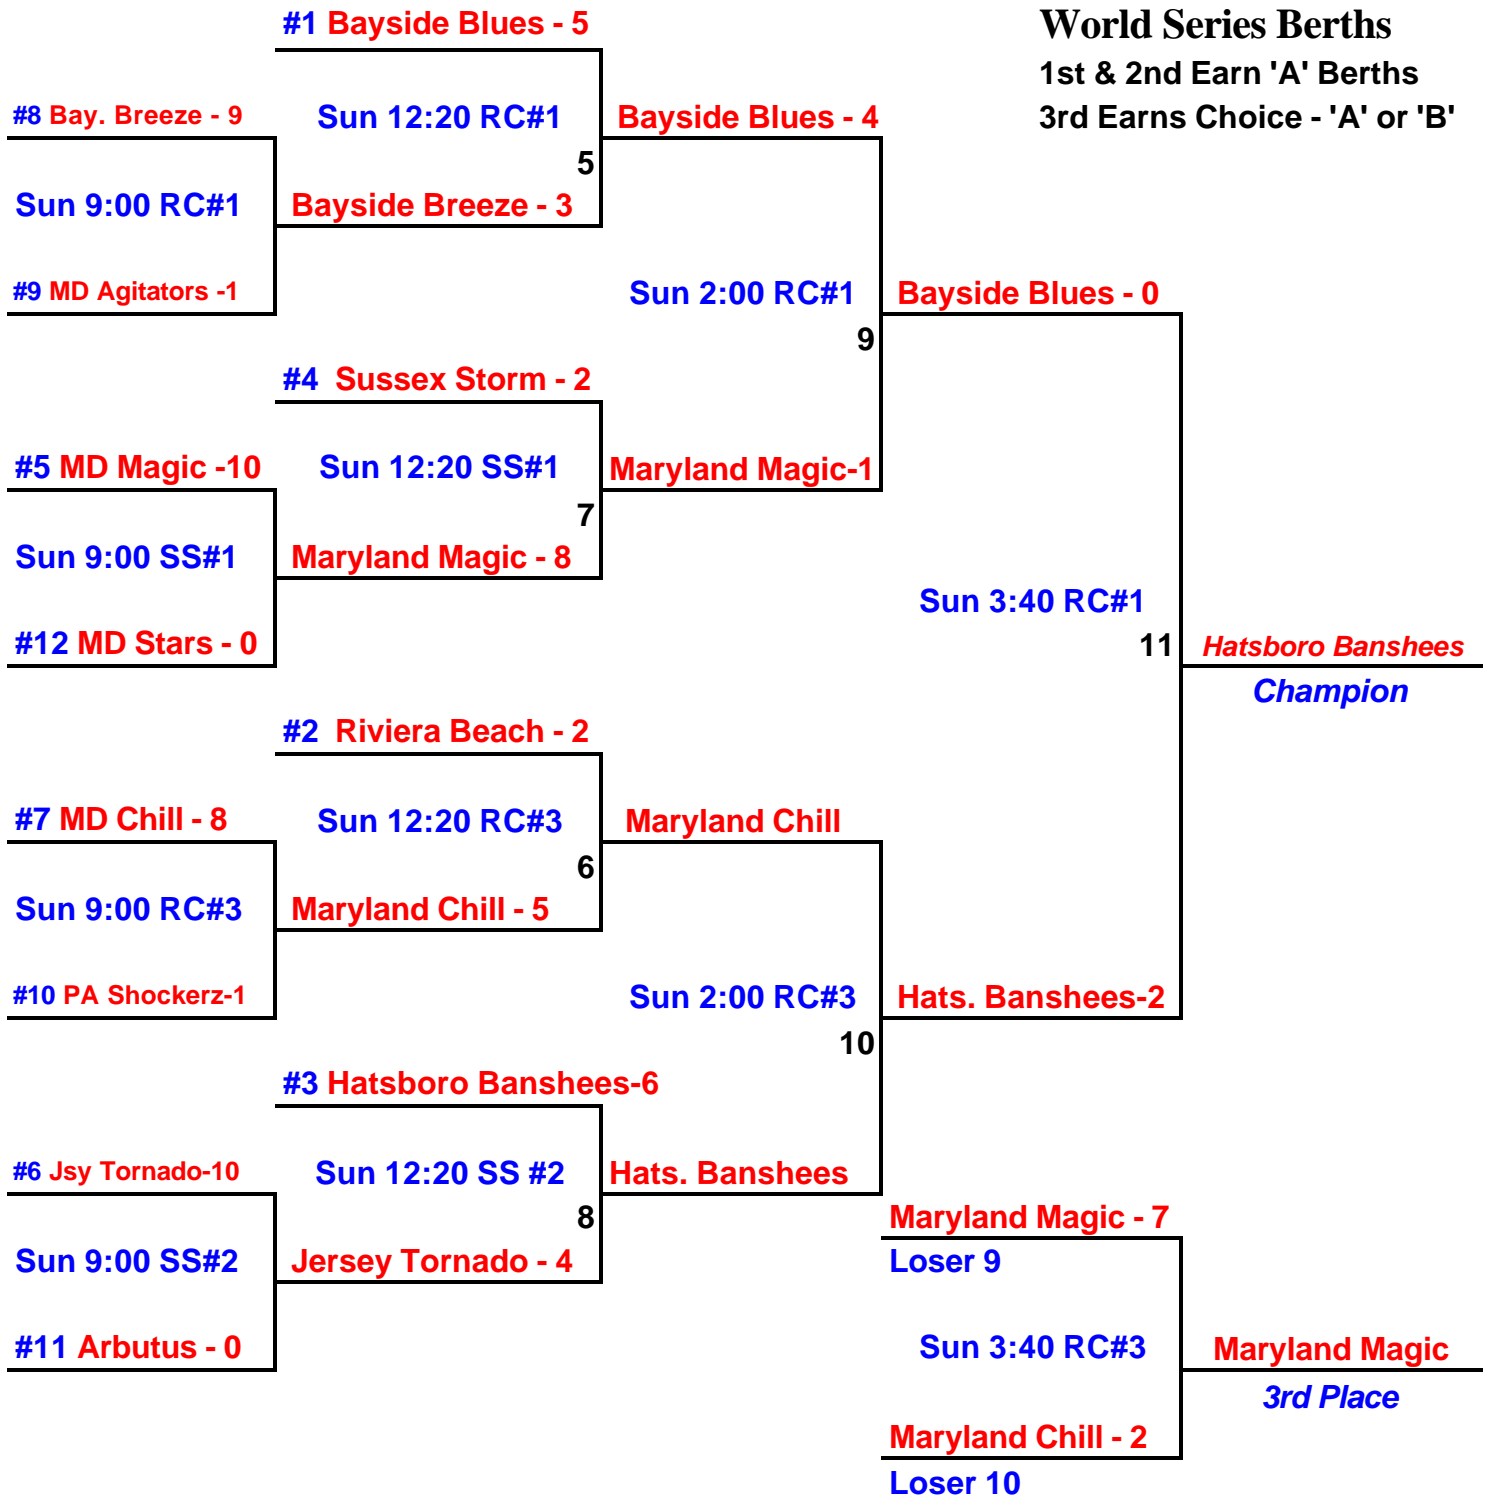 #1 Bayside Blues - 5
World Series Berths
1st & 2nd Earn 'A' Berths
3rd Earns Choice - 'A' or 'B'
#8 Bay. Breeze - 9
Sun 12:20 RC#1
Bayside Blues - 4
5
Sun 9:00 RC#1
Bayside Breeze - 3
#9 MD Agitators -1
Sun 2:00 RC#1
Bayside Blues - 0
9
#4 Sussex Storm - 2
#5 MD Magic -10
Sun 12:20 SS#1
Maryland Magic-1
7
Sun 9:00 SS#1
Maryland Magic - 8
Sun 3:40 RC#1
#12 MD Stars - 0
11
Hatsboro Banshees
Champion
#2 Riviera Beach - 2
#7 MD Chill - 8
Sun 12:20 RC#3
Maryland Chill
6
Sun 9:00 RC#3
Maryland Chill - 5
#10 PA Shockerz-1
Sun 2:00 RC#3
Hats. Banshees-2
10
#3 Hatsboro Banshees-6
#6 Jsy Tornado-10
Sun 12:20 SS #2
Hats. Banshees
8
Maryland Magic - 7
Sun 9:00 SS#2
Jersey Tornado - 4
Loser 9
#11 Arbutus - 0
Sun 3:40 RC#3
Maryland Magic
3rd Place
Maryland Chill - 2
Loser 10